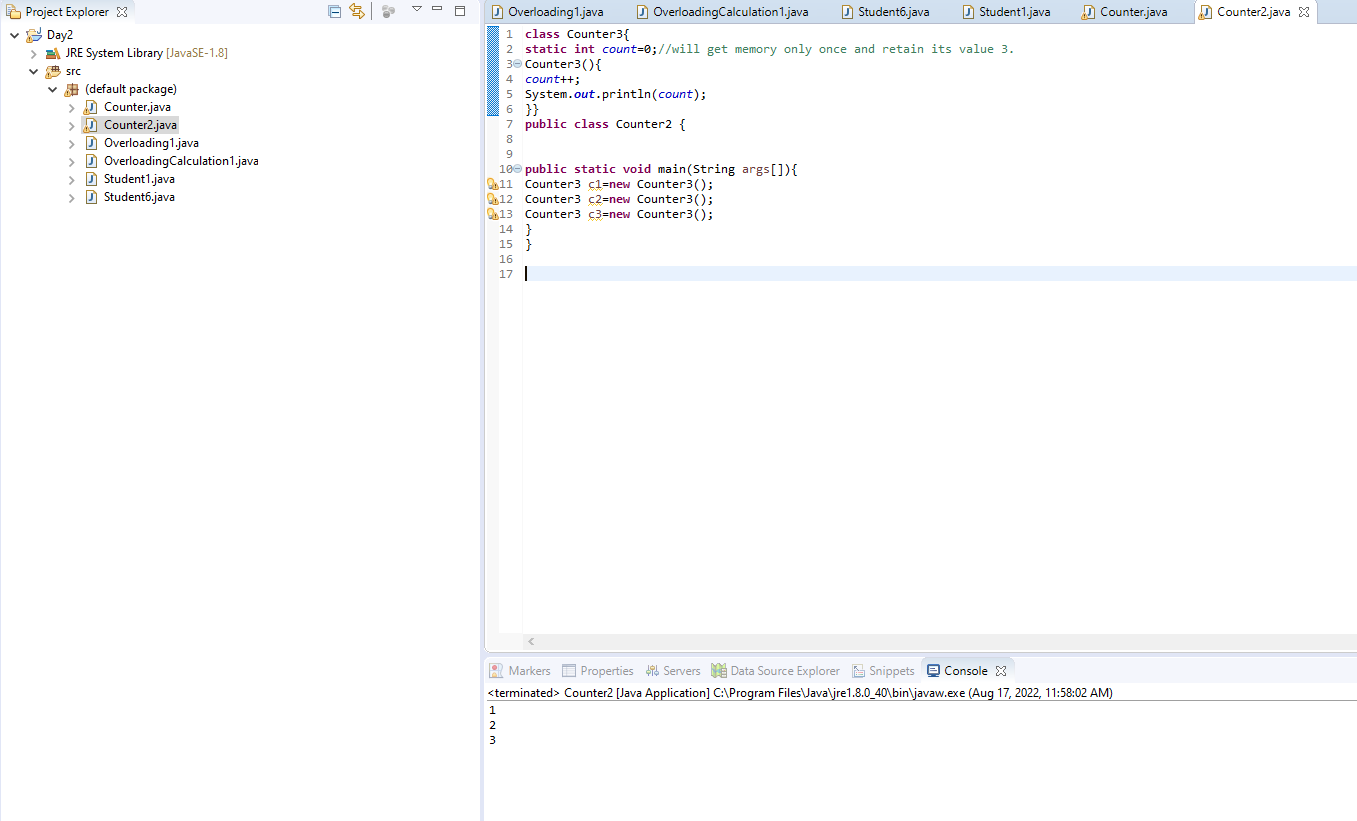 Project Explorer
Day2
JRE System Library [JavaSE-1.8]
src
(default package)
Counter.java
Counter2.java
Overloading1.java
OverloadingCalculation1.java
Student1.java
Student6.java
Overloading1.java OverloadingCalculation1.java Student6.java Student1.java Counter.java Counter2.java
1 class Counter3{
2 static int count=0;//will get memory only once and retain its value 3.
3 Counter3(){
4 count++;
5 System.out.println(count);
6 }}
7 public class Counter2 {
8
9
10 public static void main(String args[]){
11 Counter3 c1=new Counter3();
12 Counter3 c2=new Counter3();
13 Counter3 c3=new Counter3();
14 }
15 }
16
17
Markers Properties Servers Data Source Explorer Snippets Console
<terminated> Counter2 [Java Application] C:\Program Files\Java\jre1.8.0_40\bin\javaw.exe (Aug 17, 2022, 11:58:02 AM)
1
2
3